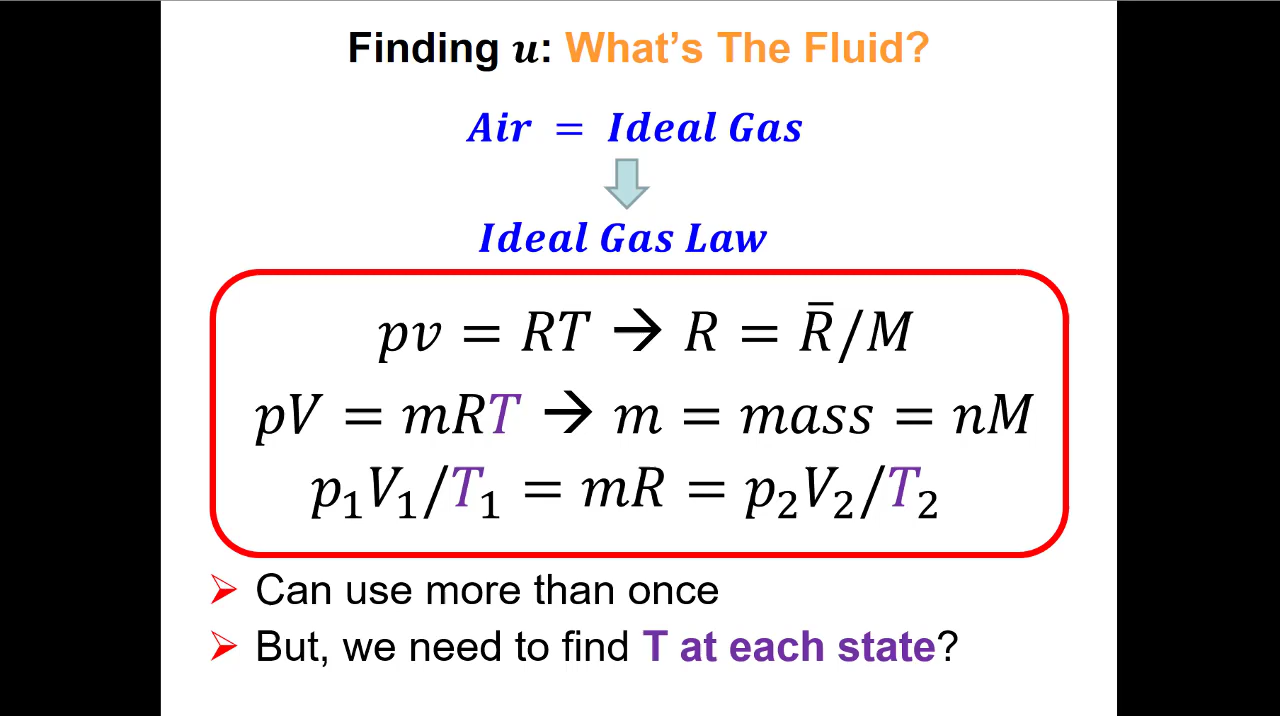 Finding u: What's The Fluid?
Air = Ideal Gas
Ideal Gas Law
pv = RT → R = R̅/M
pV = mRT → m = mass = nM
p₁V₁/T₁ = mR = p₂V₂/T₂
➢ Can use more than once
➢ But, we need to find T at each state?